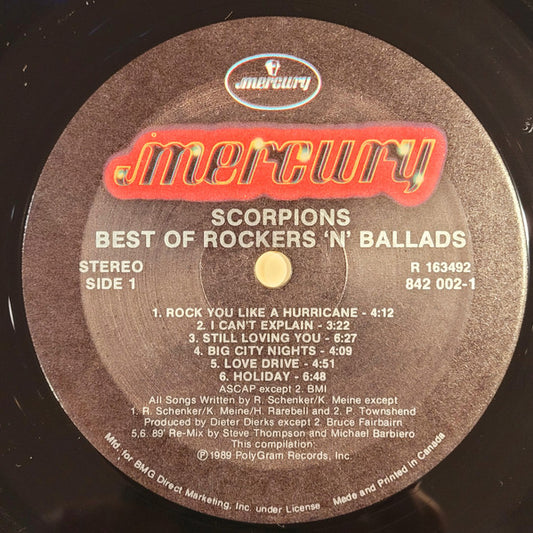 mercury
mercury
SCORPIONS
BEST OF ROCKERS 'N' BALLADS
STEREO
SIDE 1
R 163492
842 002-1
1. ROCK YOU LIKE A HURRICANE - 4:12
2. I CAN'T EXPLAIN - 3:22
3. STILL LOVING YOU - 6:27
4. BIG CITY NIGHTS - 4:09
5. LOVE DRIVE - 4:51
6. HOLIDAY - 6:48
ASCAP except 2. BMI
All Songs Written by R. Schenker/K. Meine except
1. R. Schenker/K. Meine/H. Rarebell and 2. P. Townshend
Produced by Dieter Dierks except 2. Bruce Fairbairn
5,6. 89' Re-Mix by Steve Thompson and Michael Barbiero
This compilation:
Ⓟ1989 PolyGram Records, Inc.
Mfd. for BMG Direct Marketing, Inc. under License
Made and Printed in Canada